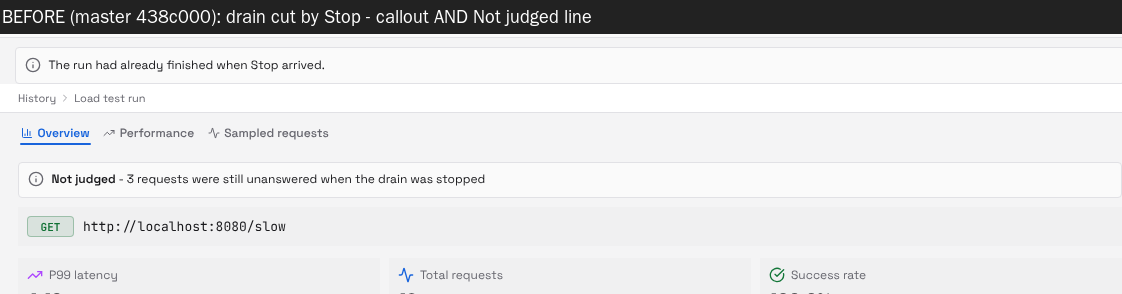 BEFORE (master 438c000): drain cut by Stop - callout AND Not judged line
The run had already finished when Stop arrived.
History > Load test run
Overview Performance Sampled requests
Not judged - 3 requests were still unanswered when the drain was stopped
GET http://localhost:8080/slow
P99 latency Total requests Success rate